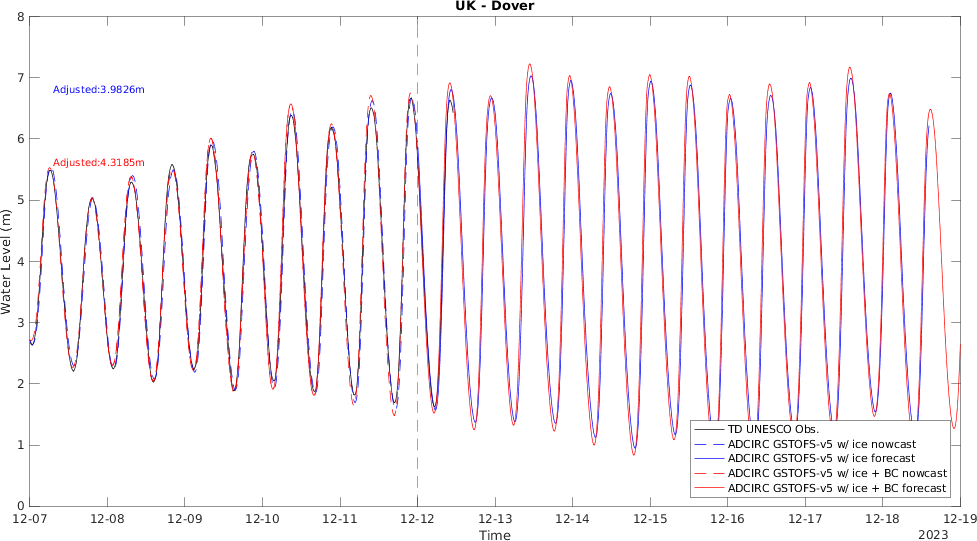 UK - Dover
8
7
6
5
4
3
2
1
0
Water Level (m)
Adjusted:3.9826m
Adjusted:4.3185m
TD UNESCO Obs.
ADCIRC GSTOFS-v5 w/ ice nowcast
ADCIRC GSTOFS-v5 w/ ice forecast
ADCIRC GSTOFS-v5 w/ ice + BC nowcast
ADCIRC GSTOFS-v5 w/ ice + BC forecast
12-07 12-08 12-09 12-10 12-11 12-12 12-13 12-14 12-15 12-16 12-17 12-18 12-19
Time
2023